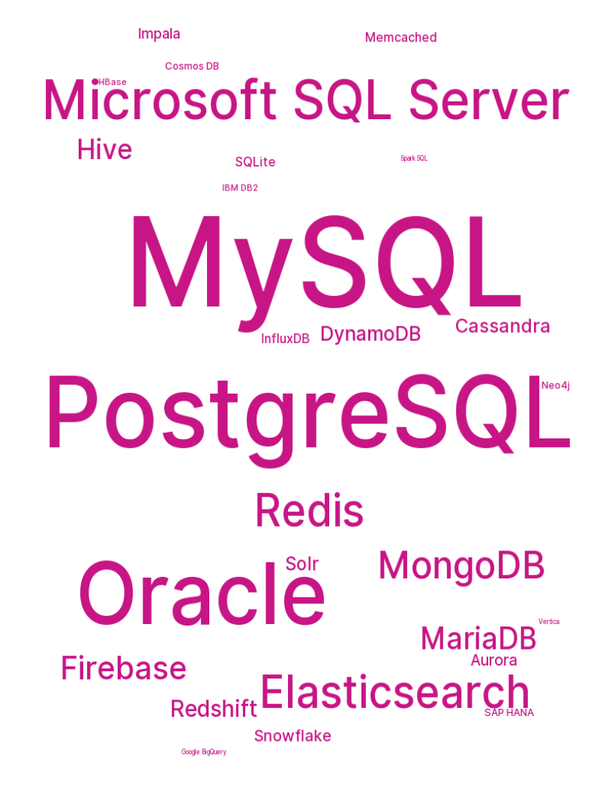 Impala
Memcached
Cosmos DB
HBase
Microsoft SQL Server
Hive
SQLite
Spark SQL
IBM DB2
MySQL
Cassandra
InfluxDB
DynamoDB
PostgreSQL
Neo4j
Redis
Solr
MongoDB
Oracle
Vertica
MariaDB
Aurora
Firebase
Elasticsearch
Redshift
SAP HANA
Snowflake
Google BigQuery